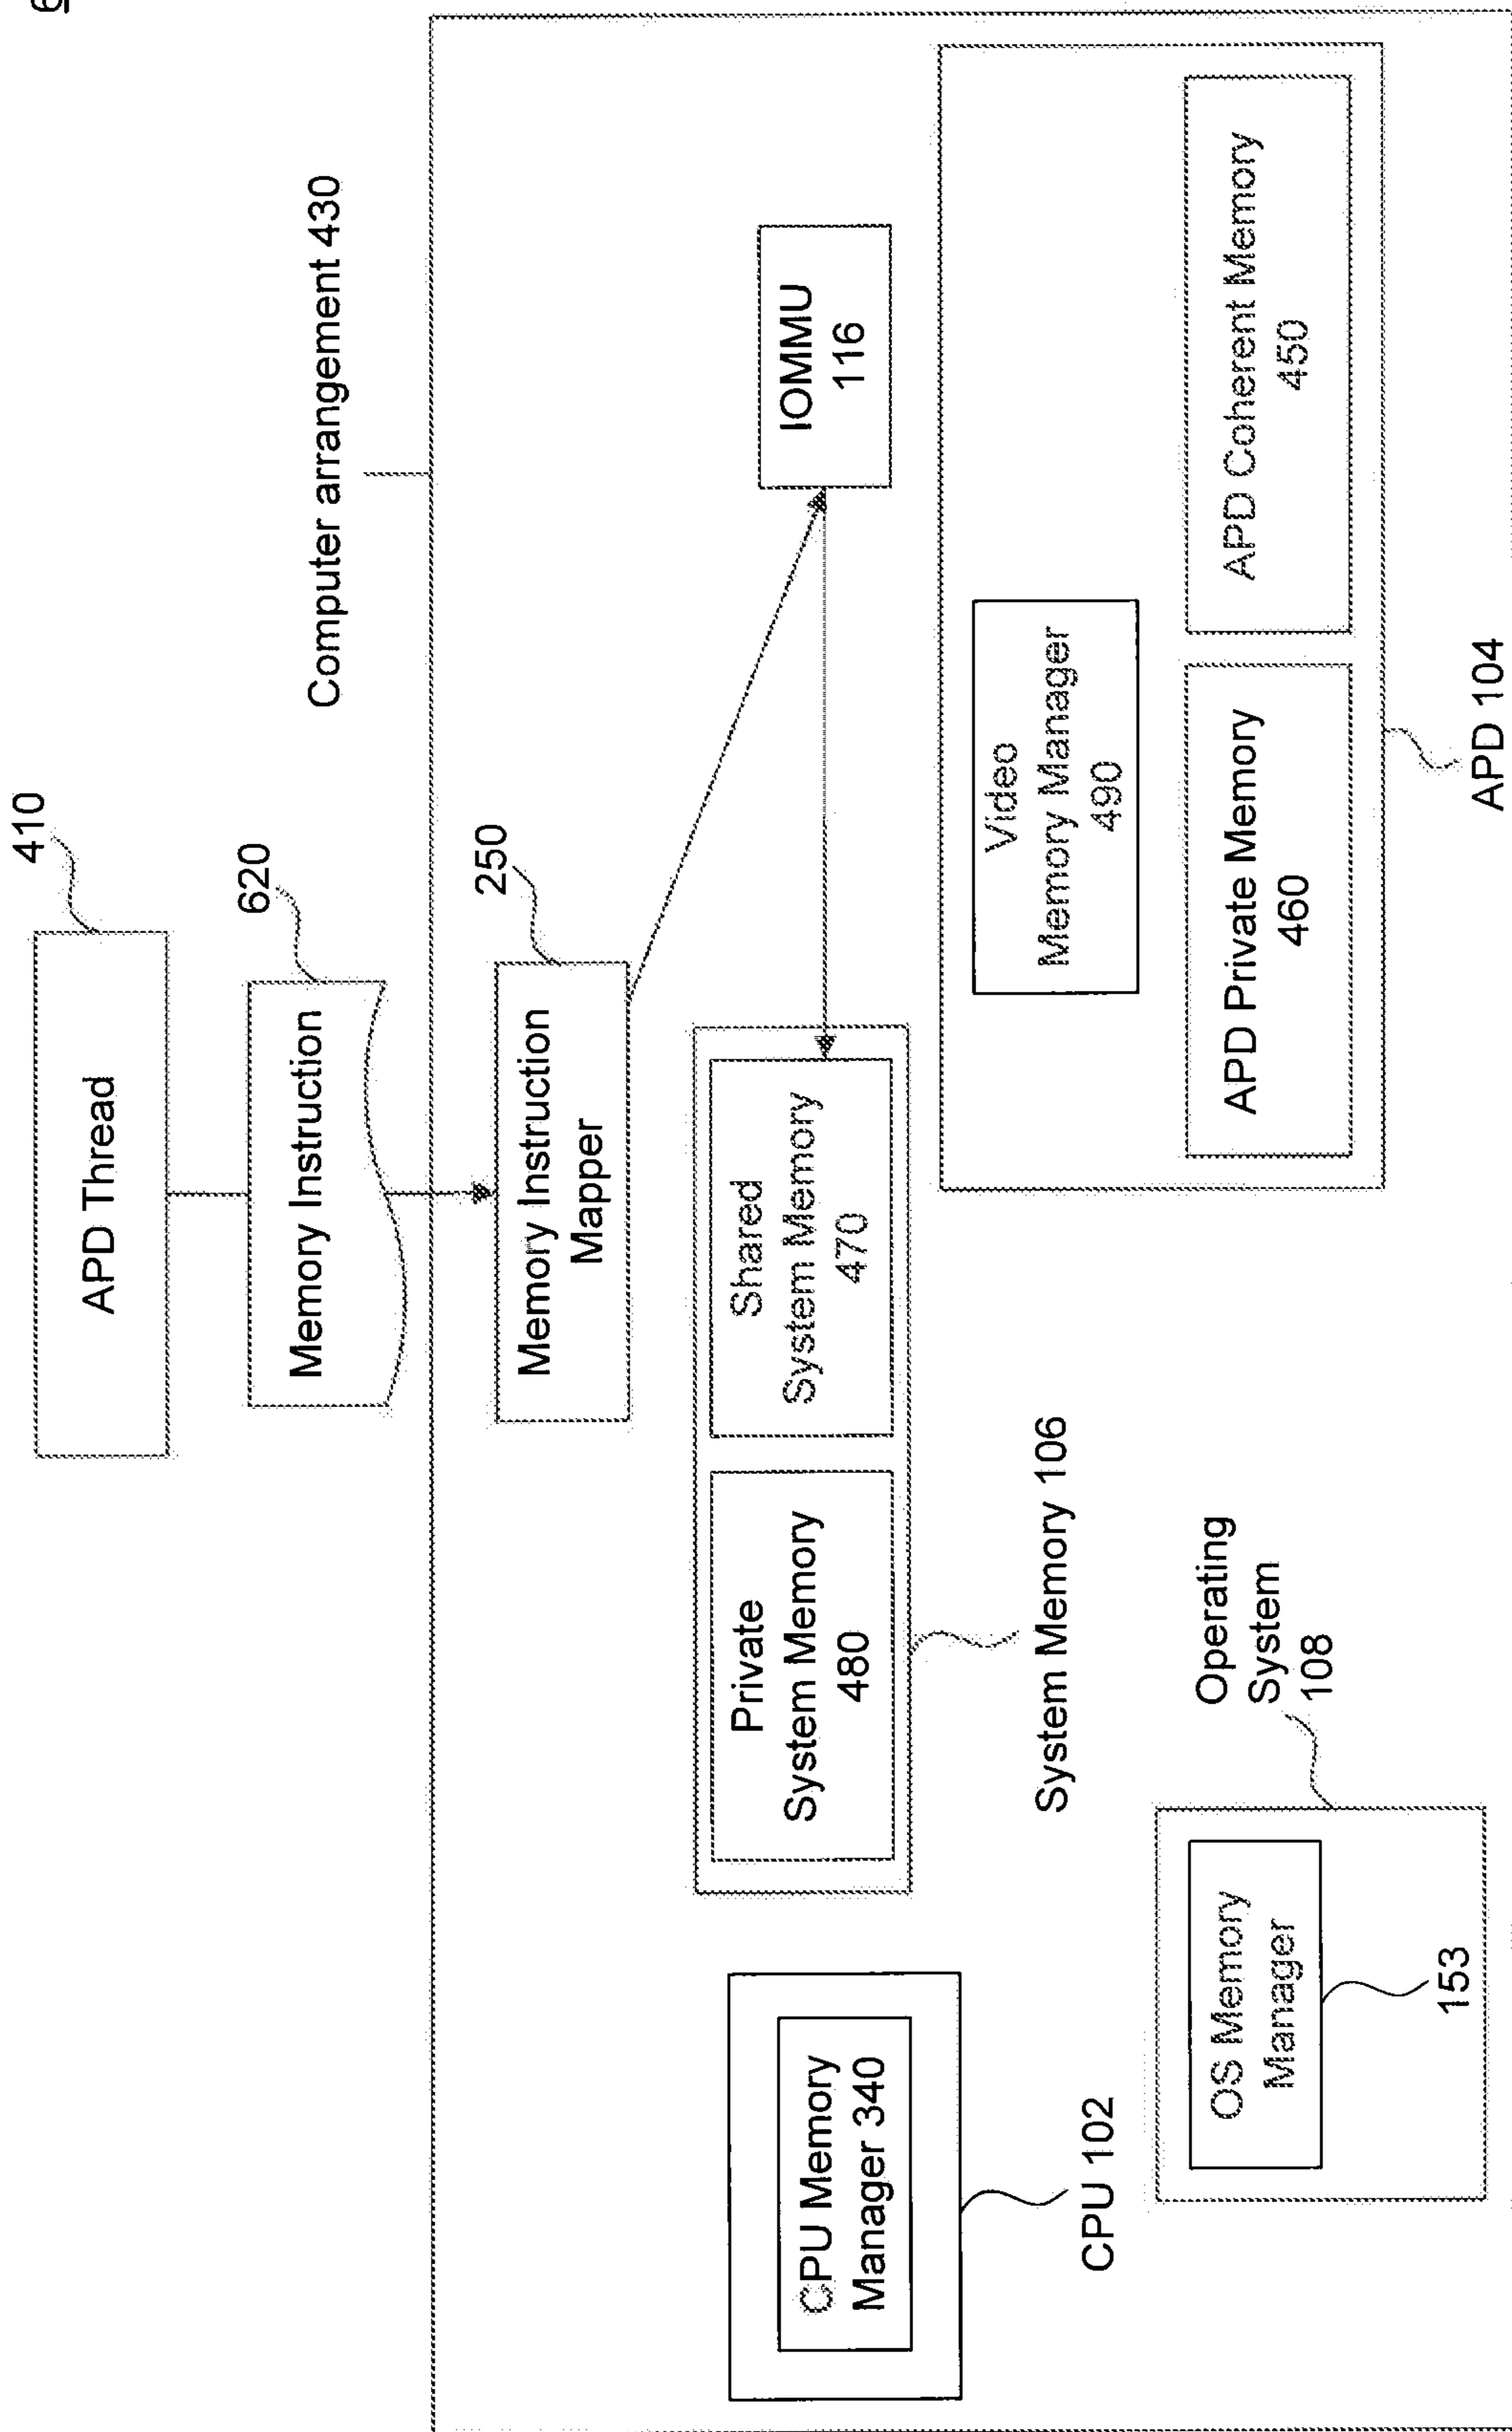 6
410
APD Thread
620
Memory Instruction
Computer arrangement 430
250
Memory Instruction
Mapper
IOMMU
116
Private
System Memory
480
Shared
System Memory
470
System Memory 106
CPU Memory
Manager 340
CPU 102
Operating
System
108
OS Memory
Manager
153
Video
Memory Manager
490
APD Private Memory
460
APD Coherent Memory
450
APD 104